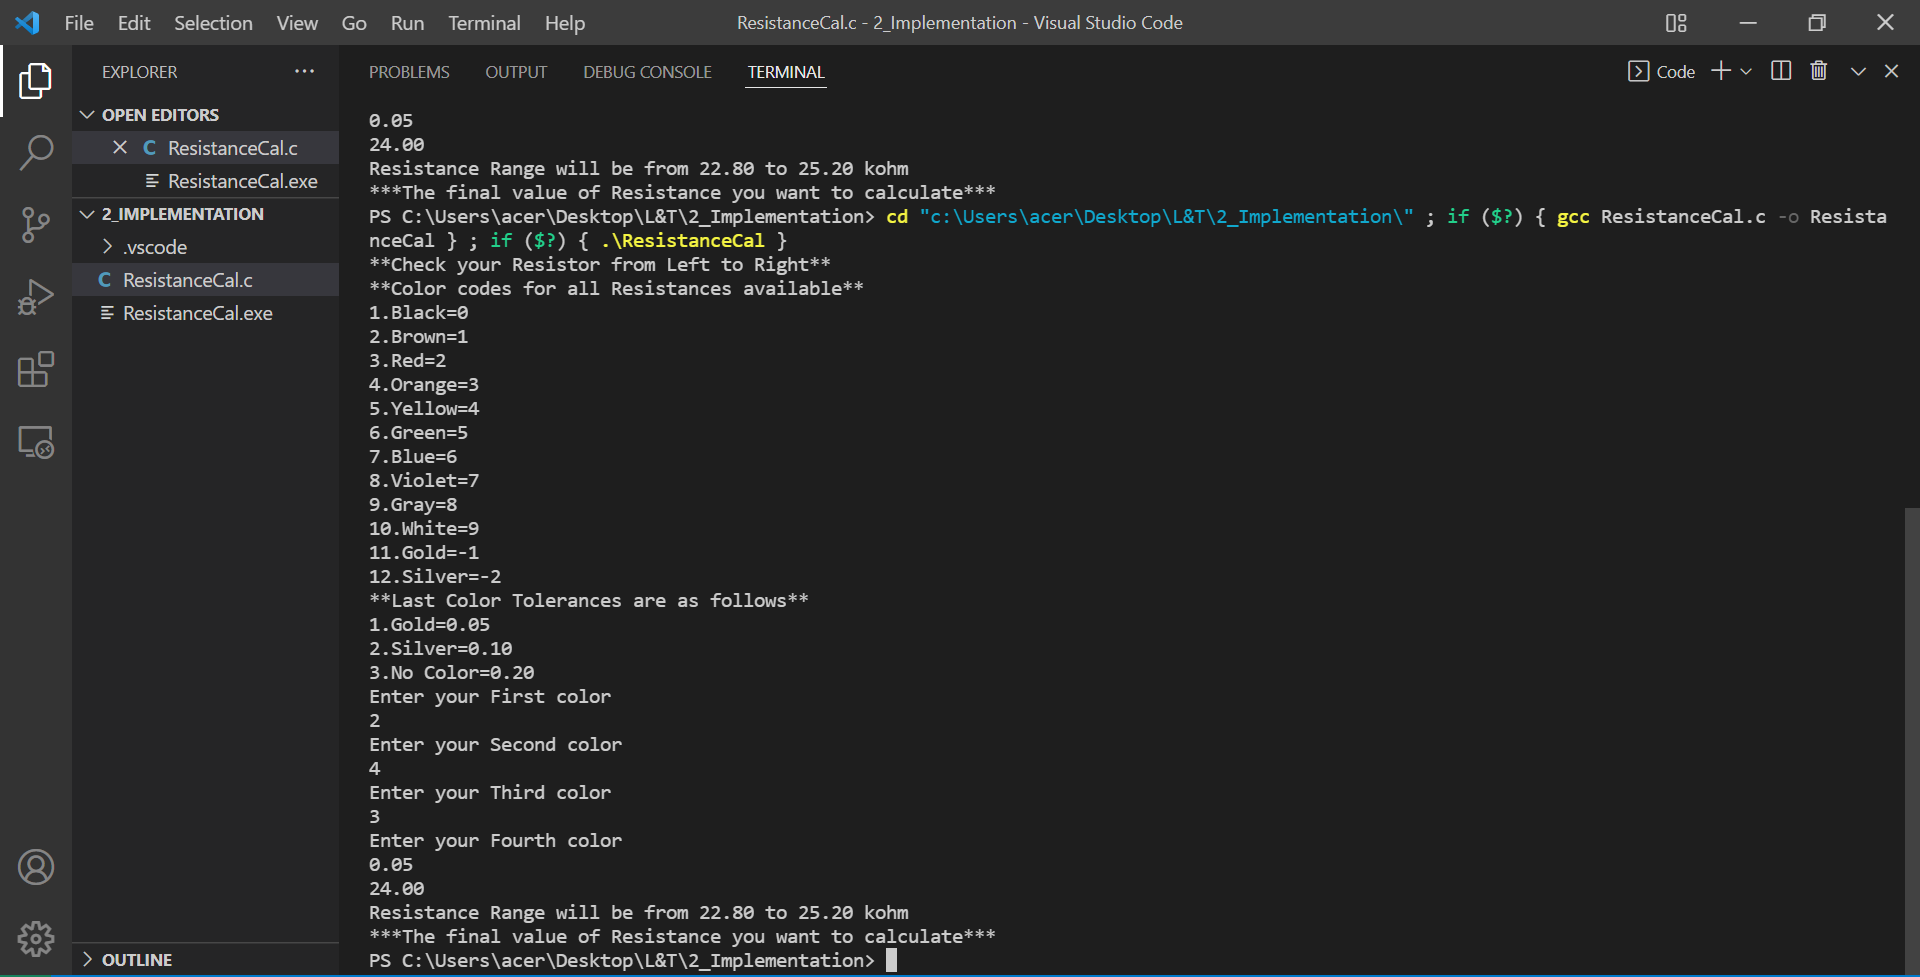 File Edit Selection View Go Run Terminal Help ResistanceCal.c - 2_Implementation - Visual Studio Code
EXPLORER ···
OPEN EDITORS
C ResistanceCal.c
ResistanceCal.exe
2_IMPLEMENTATION
.vscode
C ResistanceCal.c
ResistanceCal.exe
OUTLINE
PROBLEMS OUTPUT DEBUG CONSOLE TERMINAL Code
0.05
24.00
Resistance Range will be from 22.80 to 25.20 kohm
***The final value of Resistance you want to calculate***
PS C:\Users\acer\Desktop\L&T\2_Implementation> cd "c:\Users\acer\Desktop\L&T\2_Implementation\" ; if ($?) { gcc ResistanceCal.c -o Resista
nceCal } ; if ($?) { .\ResistanceCal }
**Check your Resistor from Left to Right**
**Color codes for all Resistances available**
1.Black=0
2.Brown=1
3.Red=2
4.Orange=3
5.Yellow=4
6.Green=5
7.Blue=6
8.Violet=7
9.Gray=8
10.White=9
11.Gold=-1
12.Silver=-2
**Last Color Tolerances are as follows**
1.Gold=0.05
2.Silver=0.10
3.No Color=0.20
Enter your First color
2
Enter your Second color
4
Enter your Third color
3
Enter your Fourth color
0.05
24.00
Resistance Range will be from 22.80 to 25.20 kohm
***The final value of Resistance you want to calculate***
PS C:\Users\acer\Desktop\L&T\2_Implementation>